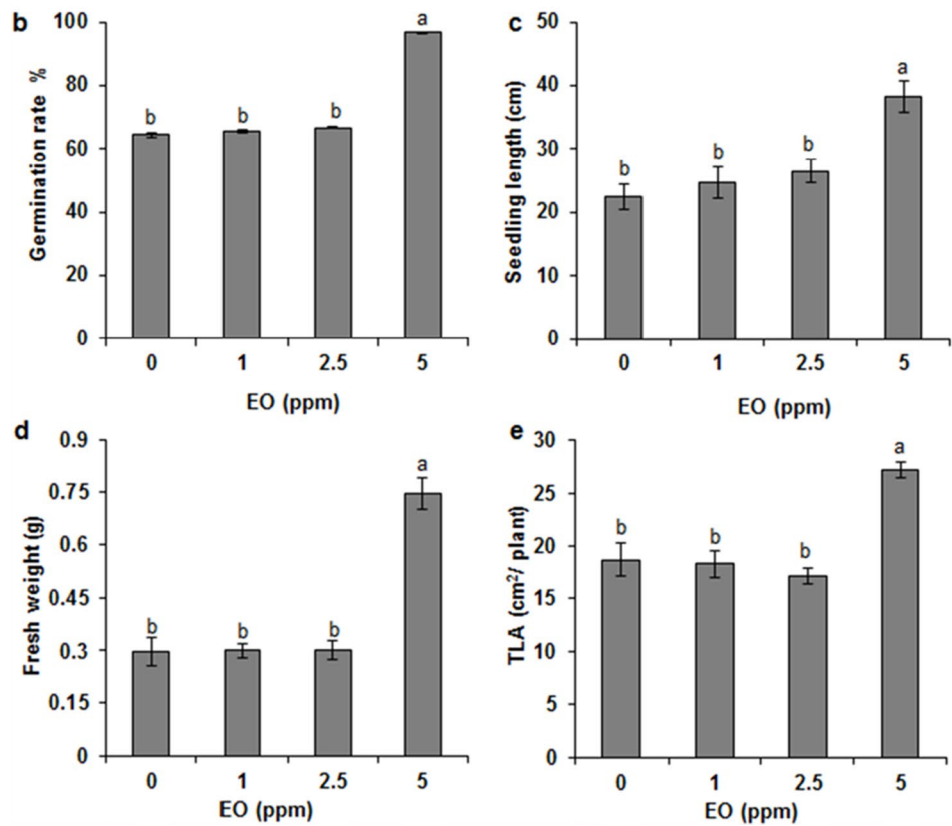 b
Germination rate %
100
80
60
40
20
0
b
b
b
a
0 1 2.5 5
EO (ppm)
c
Seedling length (cm)
50
40
30
20
10
0
b
b
b
a
0 1 2.5 5
EO (ppm)
d
Fresh weight (g)
0.9
0.75
0.6
0.45
0.3
0.15
0
b
b
b
a
0 1 2.5 5
EO (ppm)
e
TLA (cm²/ plant)
30
25
20
15
10
5
0
b
b
b
a
0 1 2.5 5
EO (ppm)